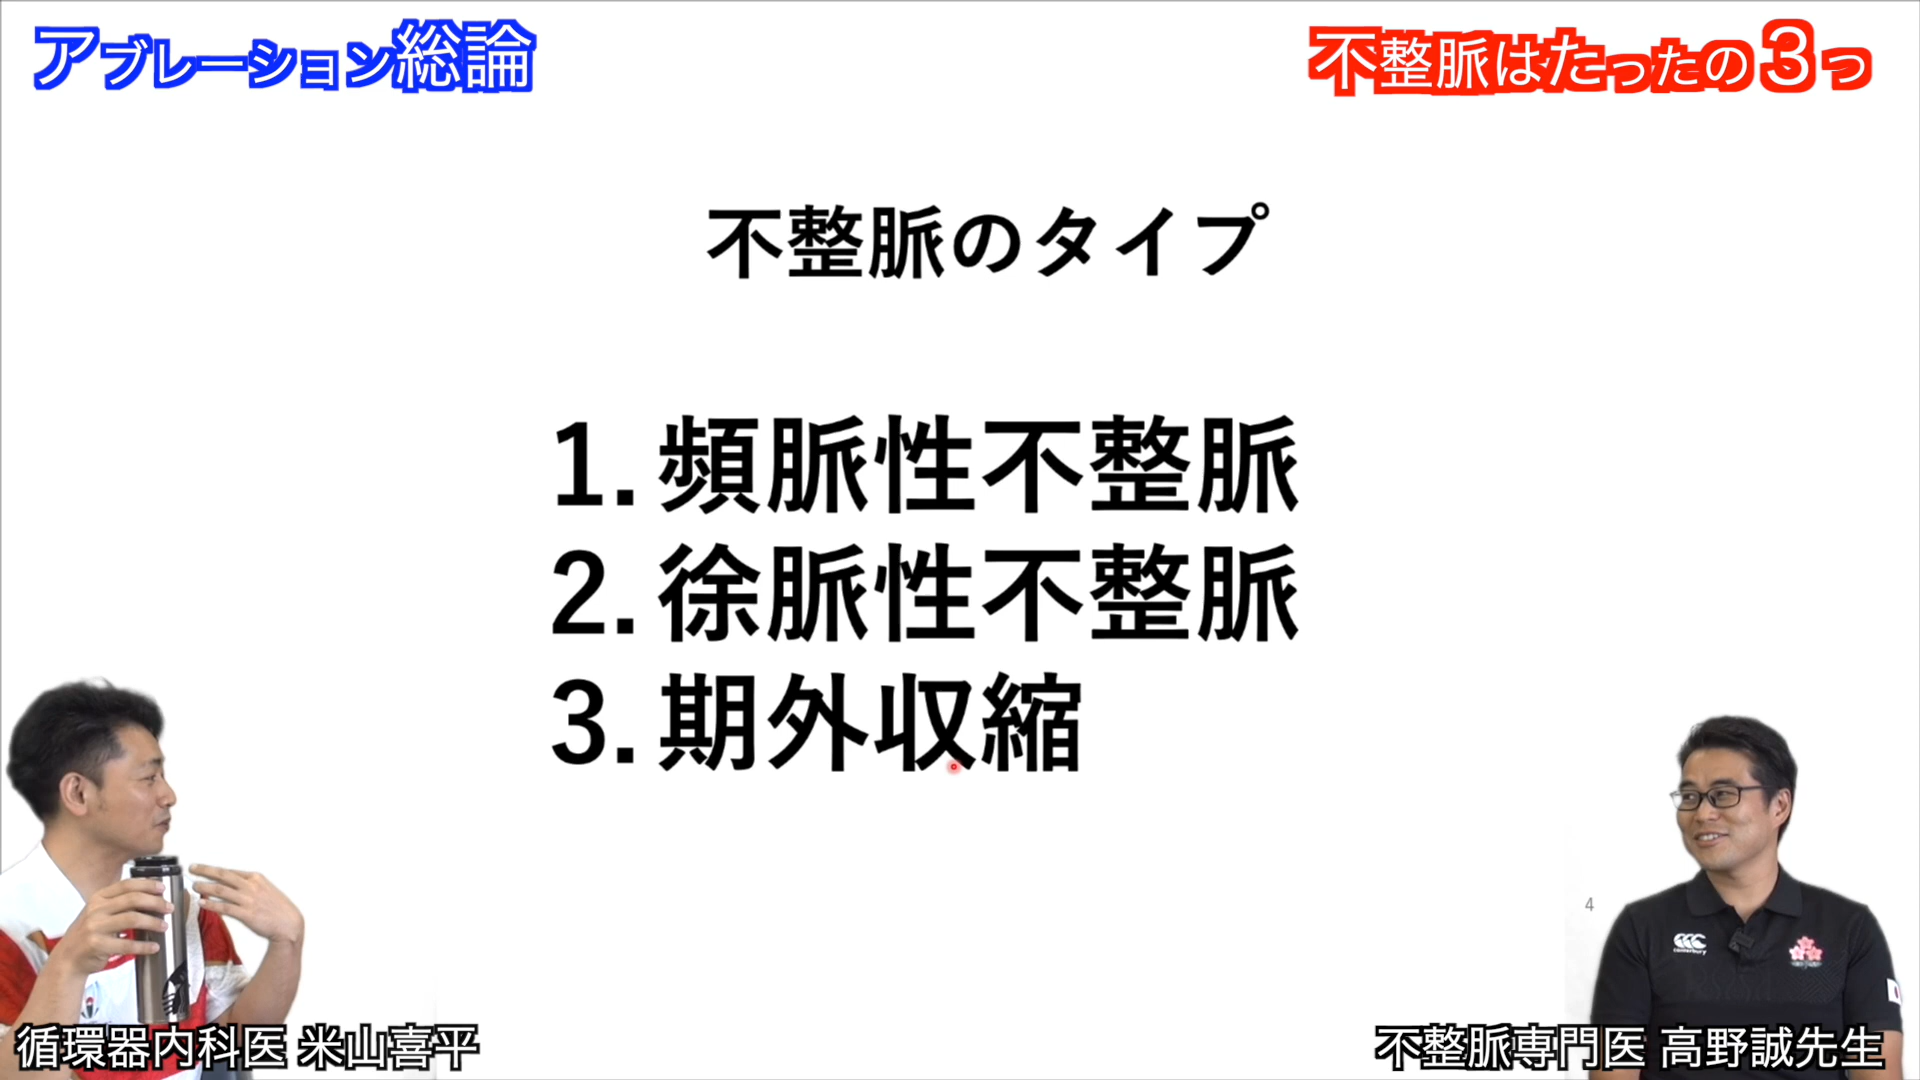 アブレーション総論
不整脈はたったの3つ
不整脈のタイプ
1. 頻脈性不整脈
2. 徐脈性不整脈
3. 期外収縮
4
canterbury
循環器内科医 米山喜平
不整脈専門医 高野誠先生